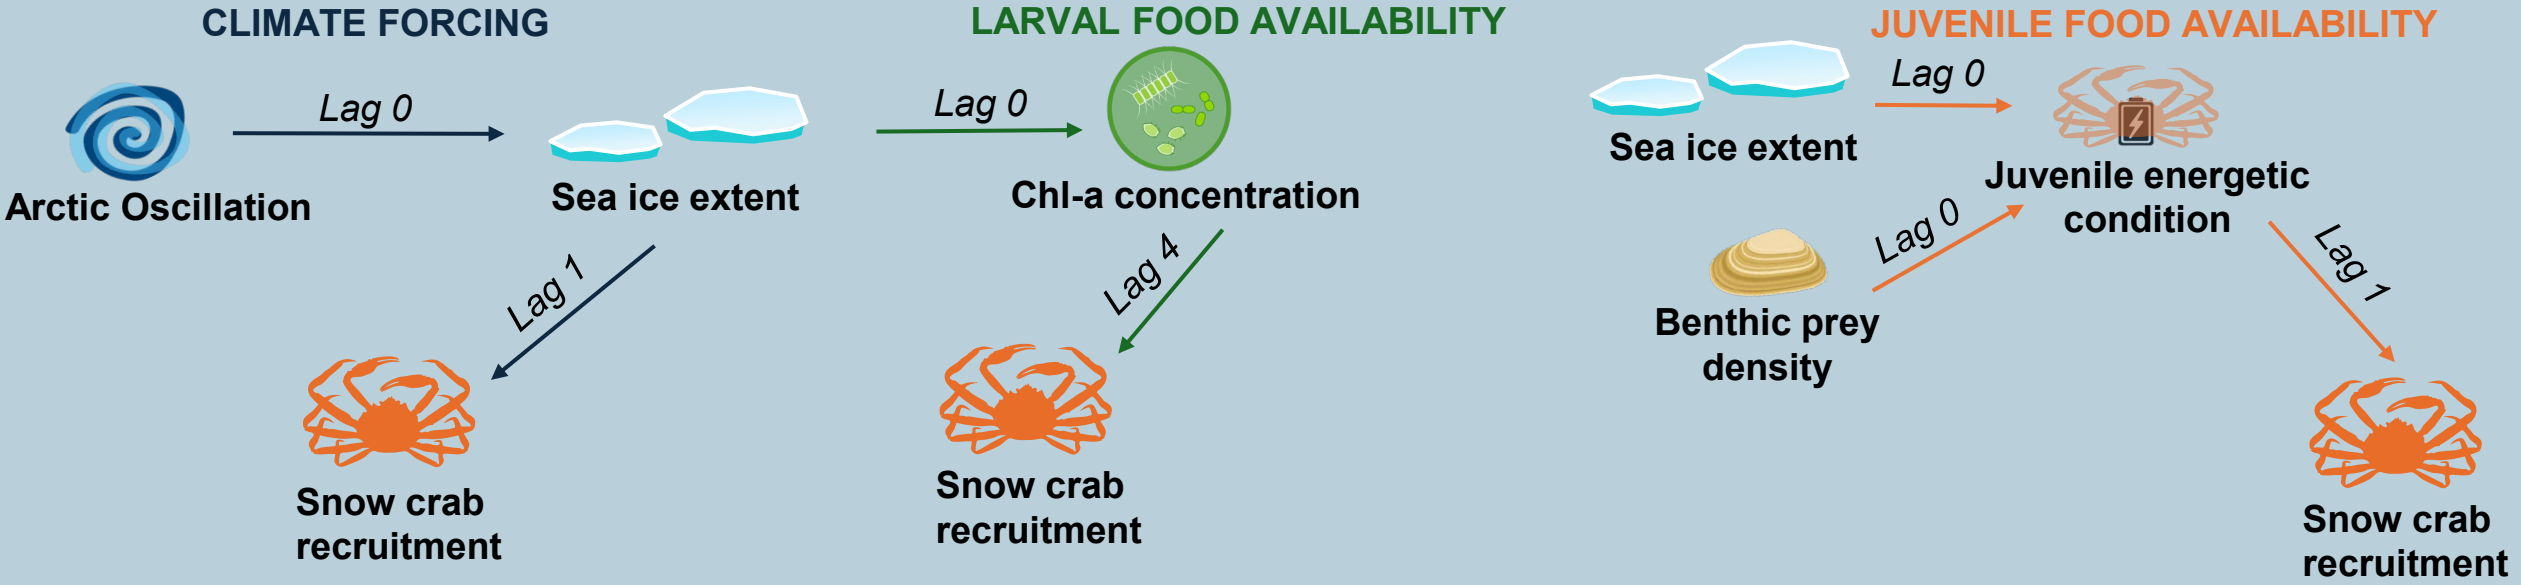 CLIMATE FORCING
Lag 0
Arctic Oscillation
Sea ice extent
Lag 1
Snow crab
recruitment
LARVAL FOOD AVAILABILITY
Lag 0
Chl-a concentration
Lag 4
Snow crab
recruitment
JUVENILE FOOD AVAILABILITY
Lag 0
Sea ice extent
Juvenile energetic
condition
Lag 0
Benthic prey
density
Lag 1
Snow crab
recruitment